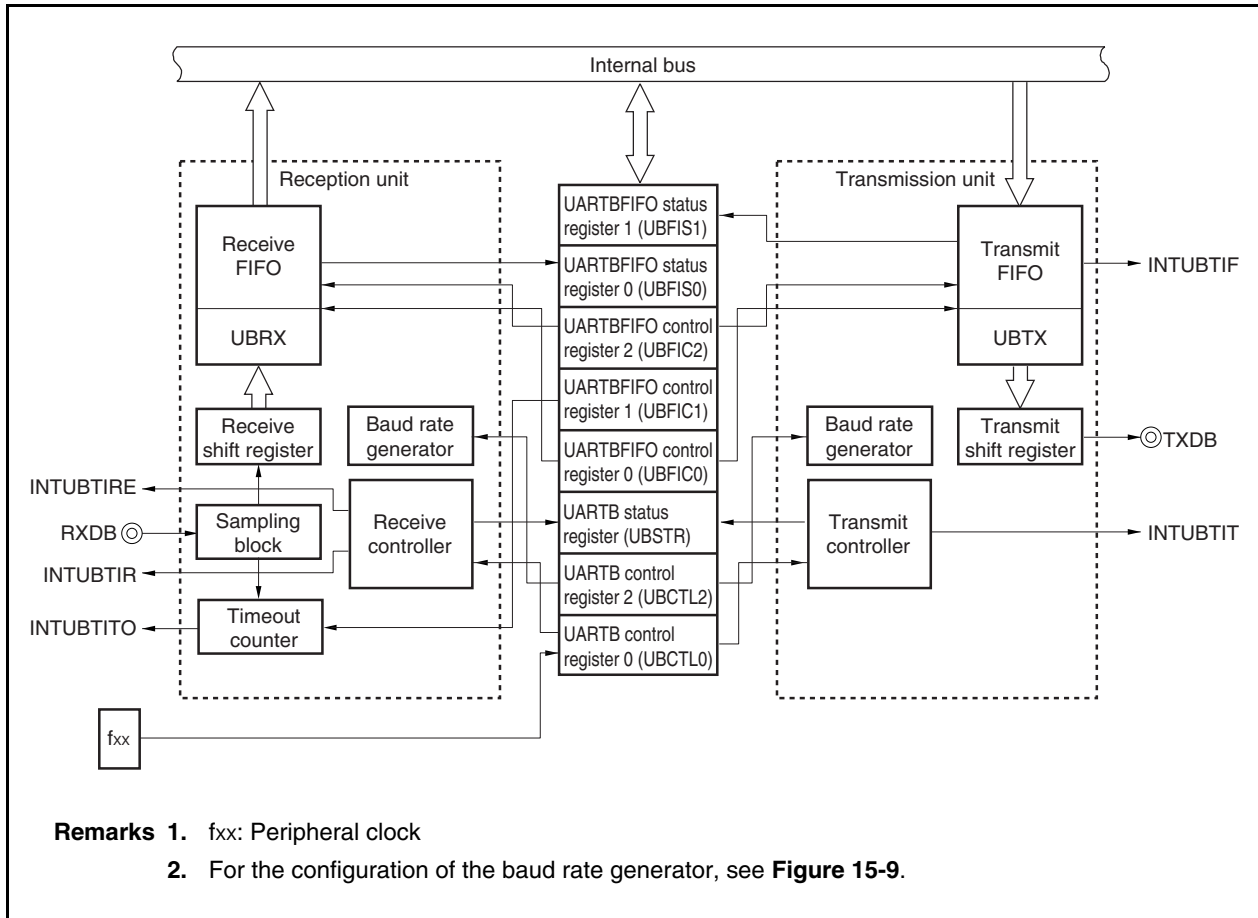 Internal bus
Reception unit
Transmission unit
Receive
FIFO
UBRX
Receive
shift register
Baud rate
generator
INTUBTIRE
RXDB
INTUBTIR
INTUBTITO
Sampling
block
Receive
controller
Timeout
counter
fxx
UARTBFIFO status
register 1 (UBFIS1)
UARTBFIFO status
register 0 (UBFIS0)
UARTBFIFO control
register 2 (UBFIC2)
UARTBFIFO control
register 1 (UBFIC1)
UARTBFIFO control
register 0 (UBFIC0)
UARTB status
register (UBSTR)
UARTB control
register 2 (UBCTL2)
UARTB control
register 0 (UBCTL0)
Transmit
FIFO
UBTX
INTUBTIF
Baud rate
generator
Transmit
shift register
TXDB
Transmit
controller
INTUBTIT
Remarks 1. fxx: Peripheral clock
2. For the configuration of the baud rate generator, see Figure 15-9.